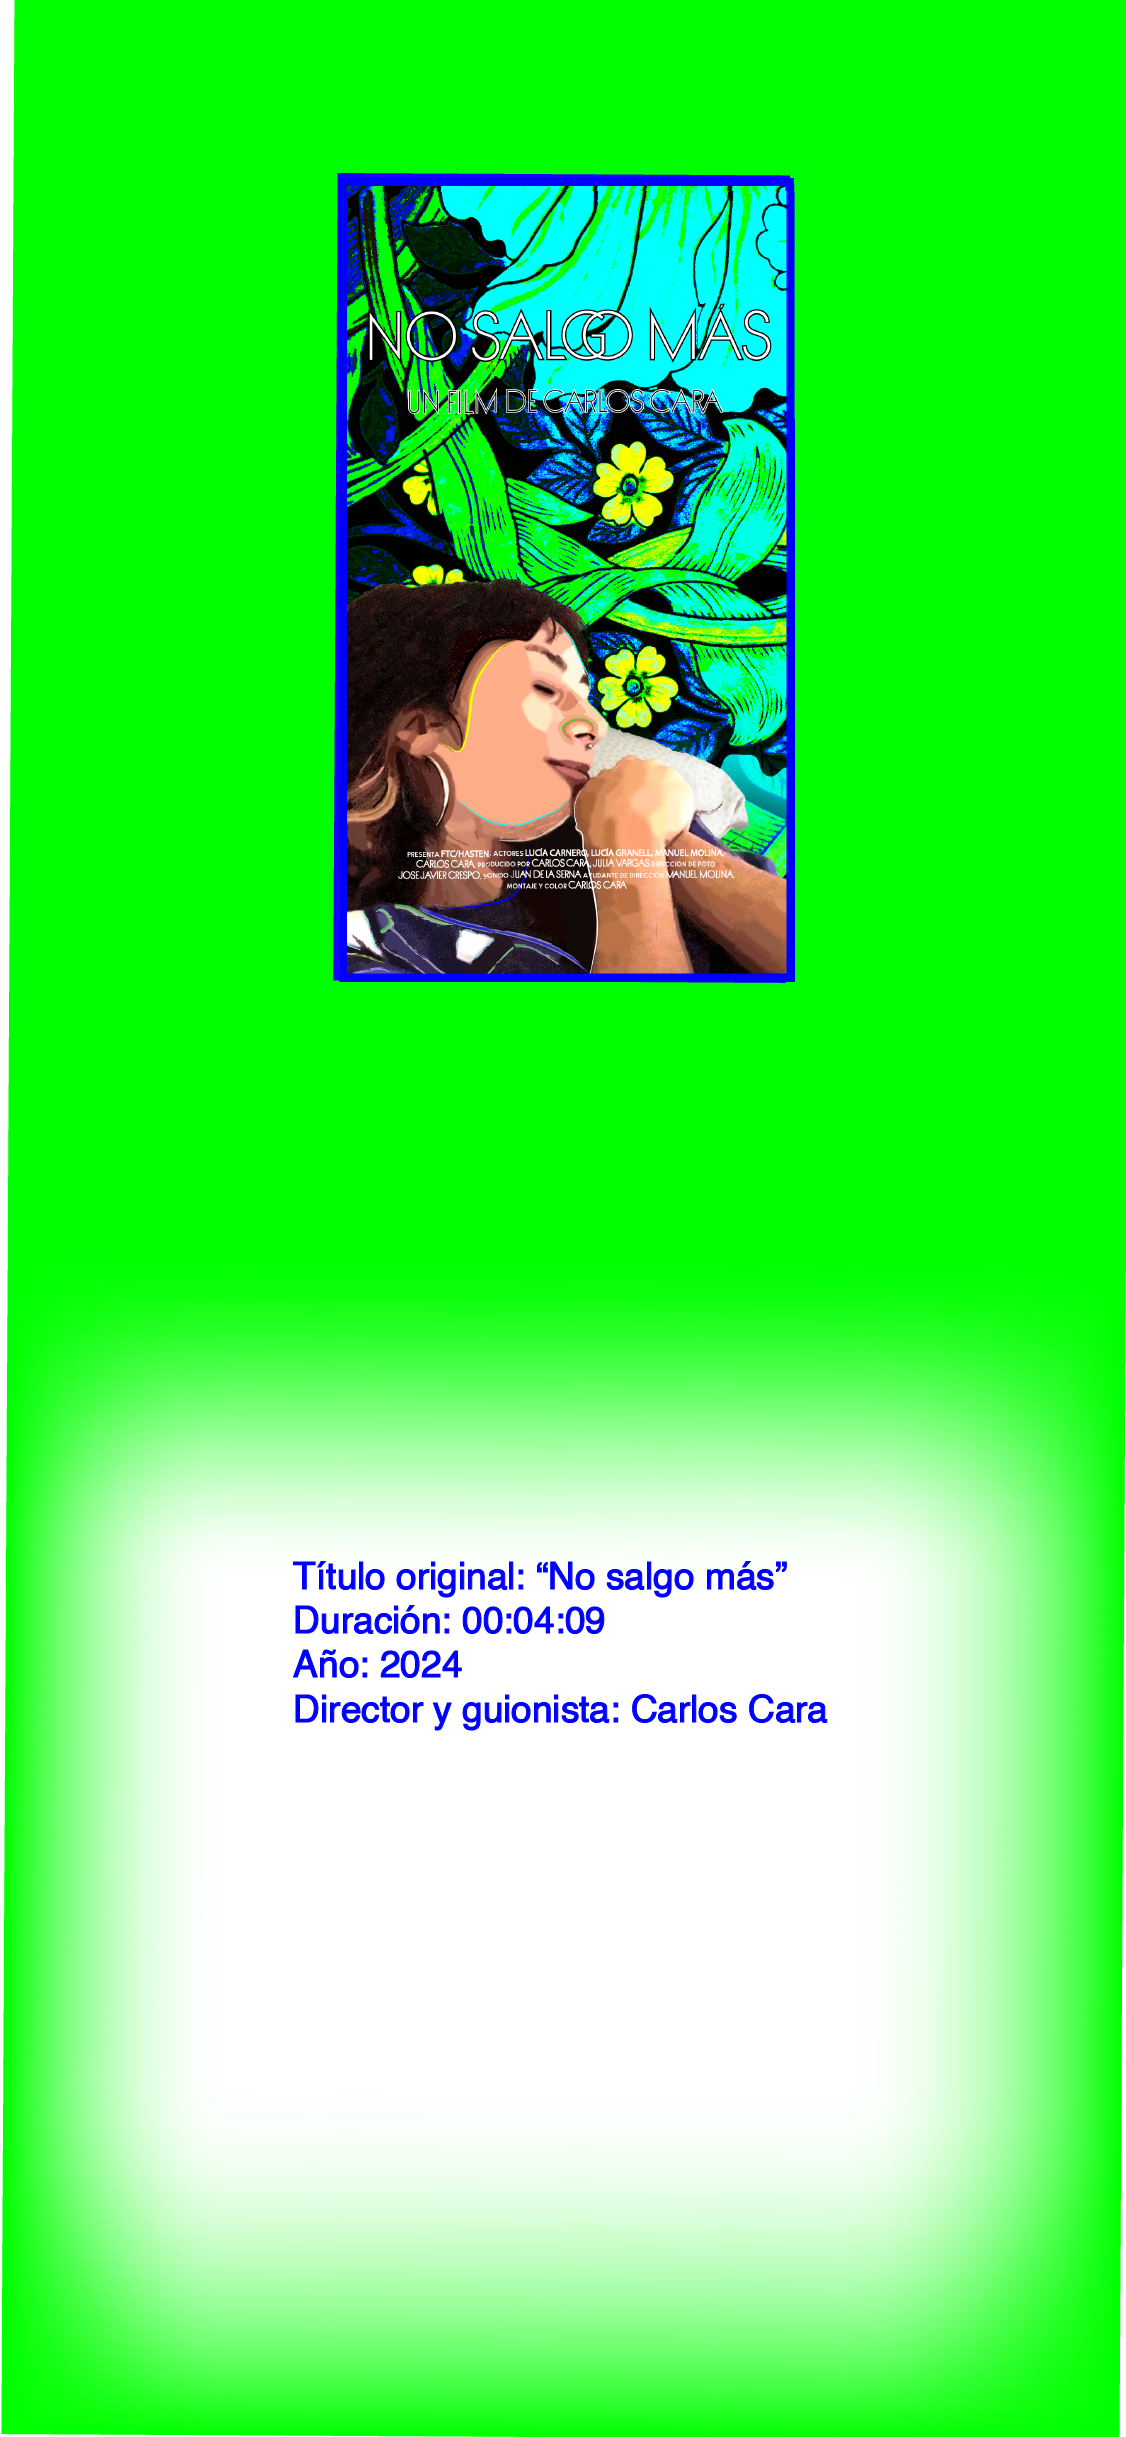 NO SALGO MÁS
UN FILM DE CARLOS CARA
PRESENTA FTC/HASTEN, ACTORES LUCÍA CARNERO, LUCÍA GRANELL, MANUEL MOLINA,
CARLOS CARA, PRODUCIDO POR CARLOS CARA, JULIA VARGAS DIRECCIÓN DE FOTO
JOSE JAVIER CRESPO, SONIDO JUAN DE LA SERNA AYUDANTE DE DIRECCIÓN MANUEL MOLINA,
MONTAJE Y COLOR CARLOS CARA
Título original: “No salgo más”
Duración: 00:04:09
Año: 2024
Director y guionista: Carlos Cara